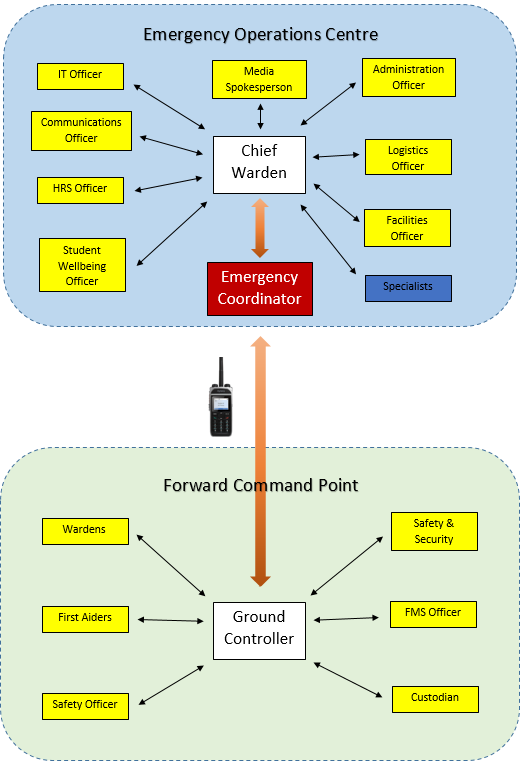 Emergency Operations Centre
IT Officer
Media
Spokesperson
Administration
Officer
Communications
Officer
Chief
Warden
Logistics
Officer
HRS Officer
Facilities
Officer
Student
Wellbeing
Officer
Emergency
Coordinator
Specialists
Forward Command Point
Wardens
Safety &
Security
First Aiders
Ground
Controller
FMS Officer
Safety Officer
Custodian